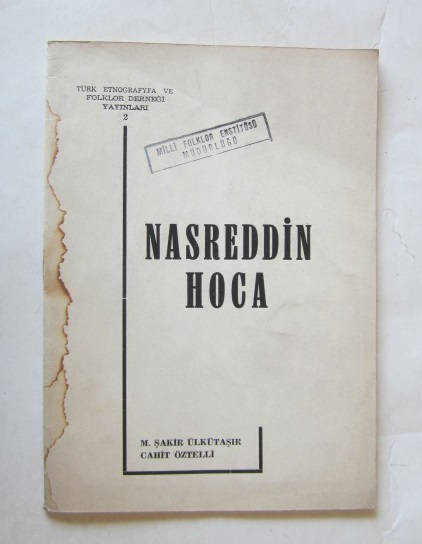 TÜRK ETNOGRAFYFA VE
FOLKLOR DERNEĞİ
YAYINLARI
2
MİLLİ FOLKLOR ENSTİTÜSÜ
MÜDÜRLÜĞÜ
NASREDDİN
HOCA
M. ŞAKİR ÜLKÜTAŞIR
CAHİT ÖZTELLİ